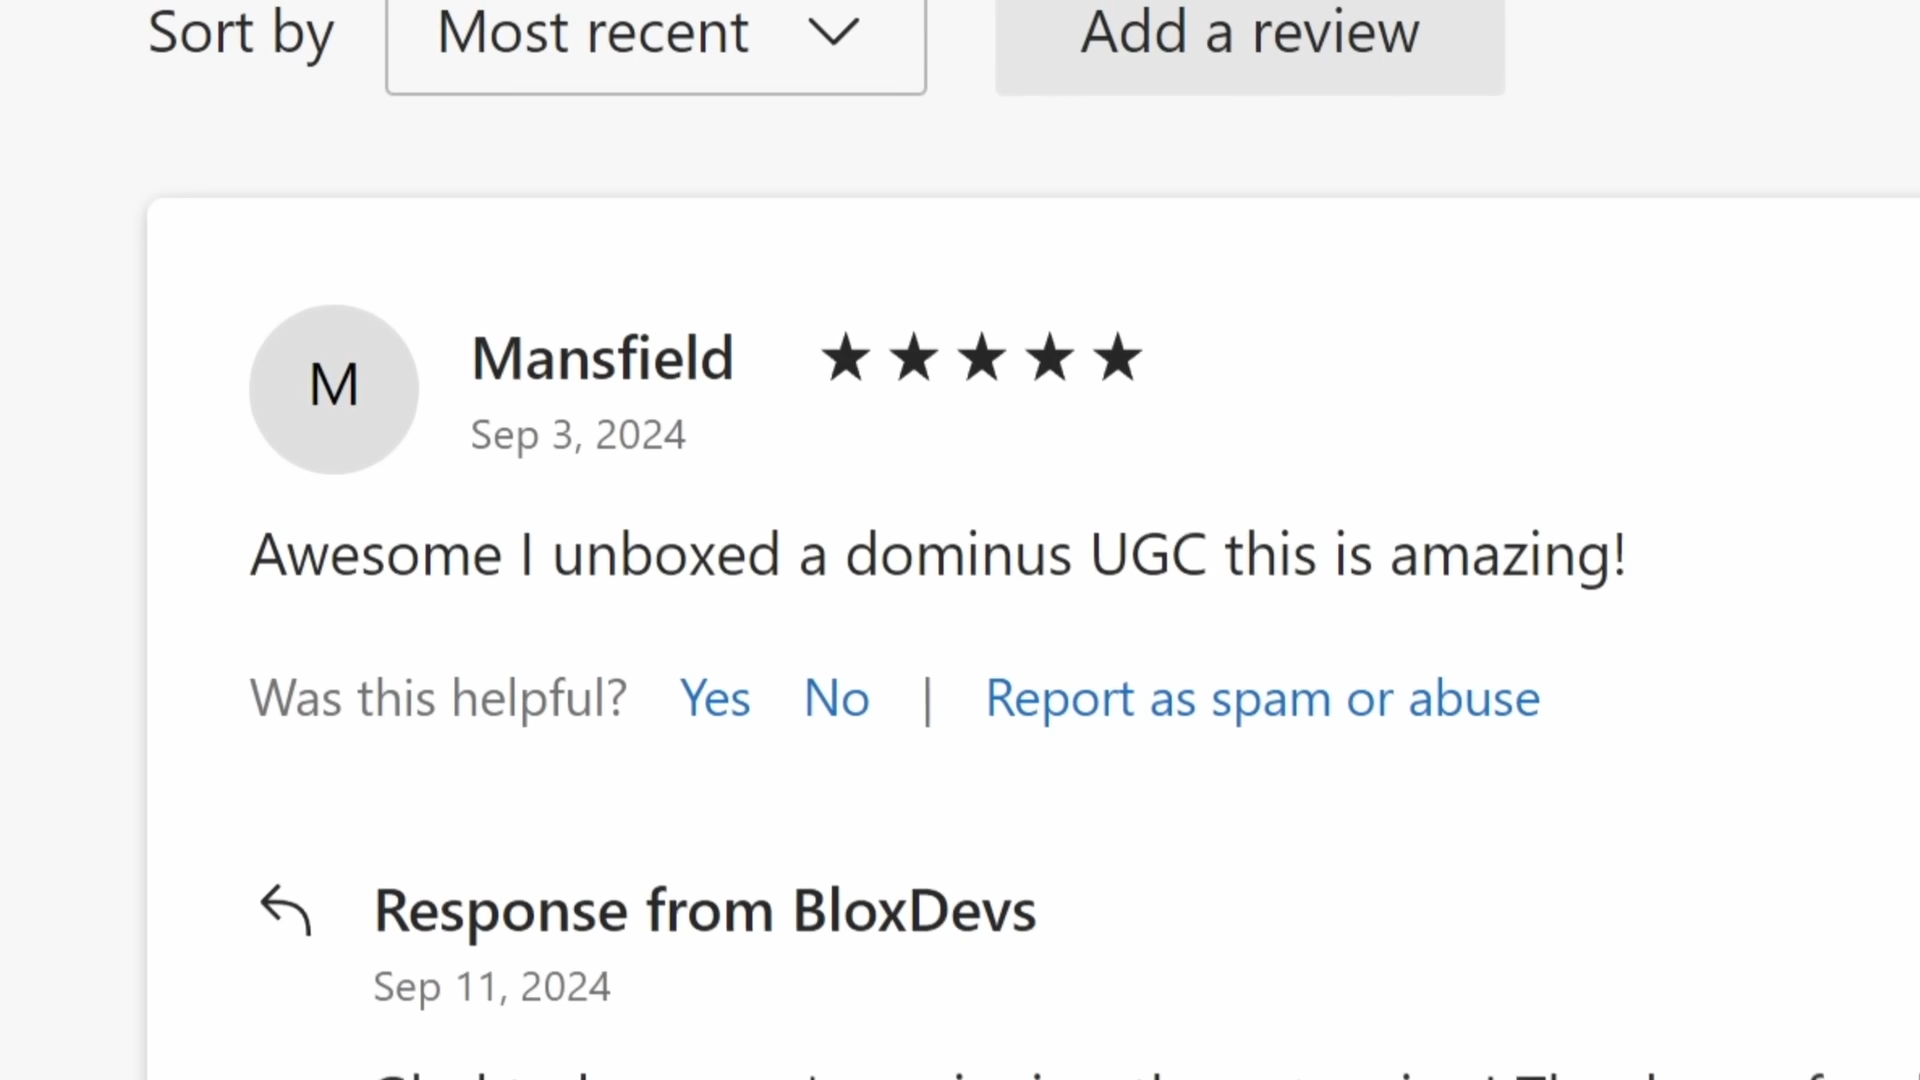 Sort by Most recent Add a review
M
Mansfield
Sep 3, 2024
Awesome I unboxed a dominus UGC this is amazing!
Was this helpful? Yes No | Report as spam or abuse
Response from BloxDevs
Sep 11, 2024